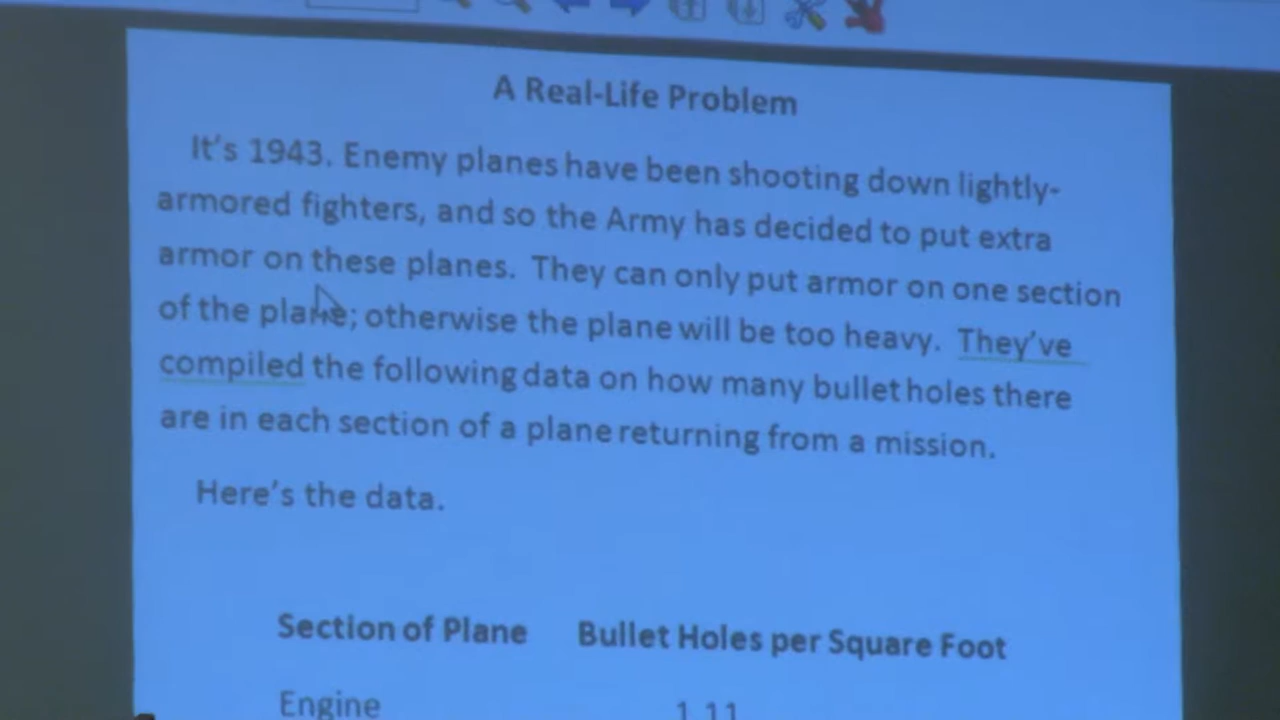 A Real-Life Problem
It's 1943. Enemy planes have been shooting down lightly-
armored fighters, and so the Army has decided to put extra
armor on these planes. They can only put armor on one section
of the plane; otherwise the plane will be too heavy. They've
compiled the following data on how many bullet holes there
are in each section of a plane returning from a mission.
Here's the data.
Section of Plane Bullet Holes per Square Foot
Engine 1.11